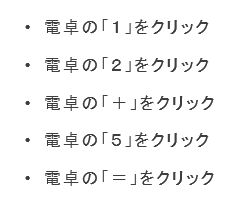 ・ 電卓の「１」をクリック
・ 電卓の「２」をクリック
・ 電卓の「＋」をクリック
・ 電卓の「５」をクリック
・ 電卓の「＝」をクリック